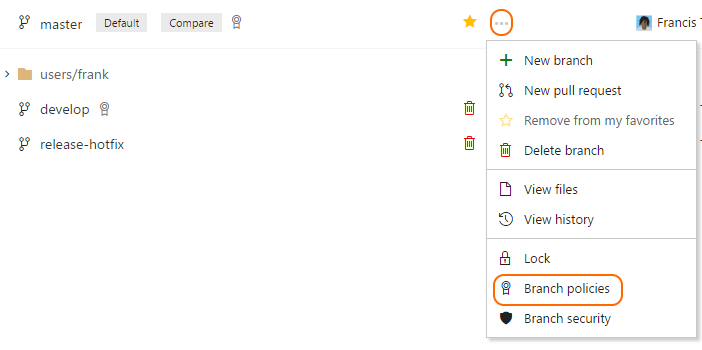 master Default Compare Francis
New branch
users/frank
New pull request
develop
Remove from my favorites
release-hotfix
Delete branch
View files
View history
Lock
Branch policies
Branch security